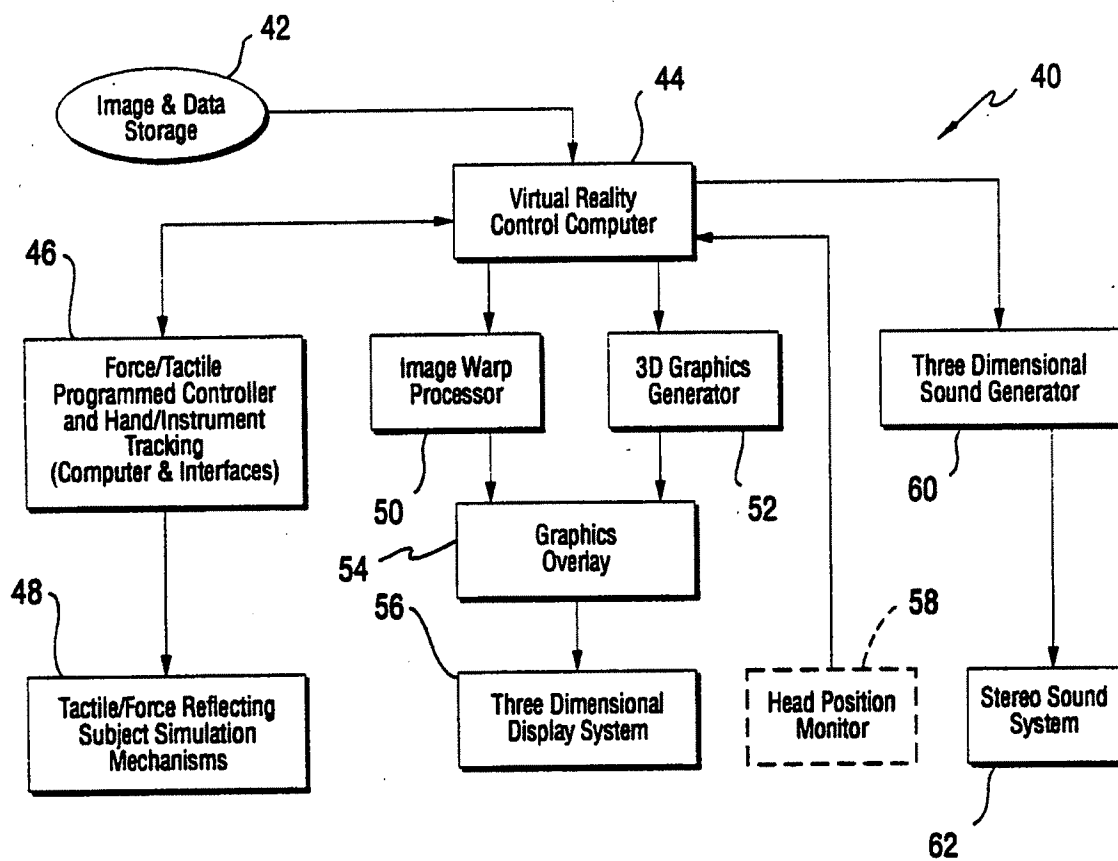 42
Image & Data
Storage
44
40
Virtual Reality
Control Computer
46
Force/Tactile
Programmed Controller
and Hand/Instrument
Tracking
(Computer & Interfaces)
Image Warp
Processor
3D Graphics
Generator
Three Dimensional
Sound Generator
50
52
60
Graphics
Overlay
54
48
56
58
Tactile/Force Reflecting
Subject Simulation
Mechanisms
Three Dimensional
Display System
Head Position
Monitor
Stereo Sound
System
62